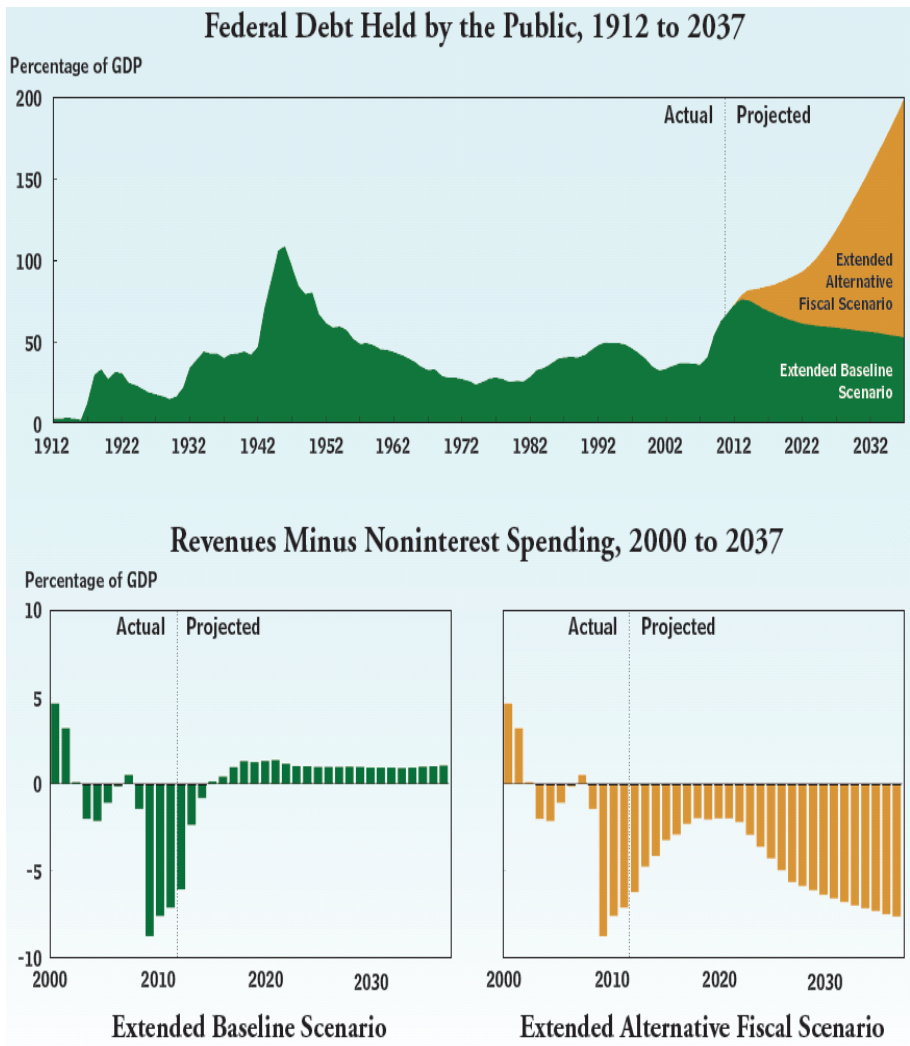 Federal Debt Held by the Public, 1912 to 2037
Percentage of GDP
200
Actual
Projected
150
100
Extended
Alternative
Fiscal Scenario
50
Extended Baseline
Scenario
0
1912 1922 1932 1942 1952 1962 1972 1982 1992 2002 2012 2022 2032
Revenues Minus Noninterest Spending, 2000 to 2037
Percentage of GDP
10
Actual
Projected
5
0
-5
-10
2000 2010 2020 2030
Extended Baseline Scenario
Actual
Projected
2000 2010 2020 2030
Extended Alternative Fiscal Scenario